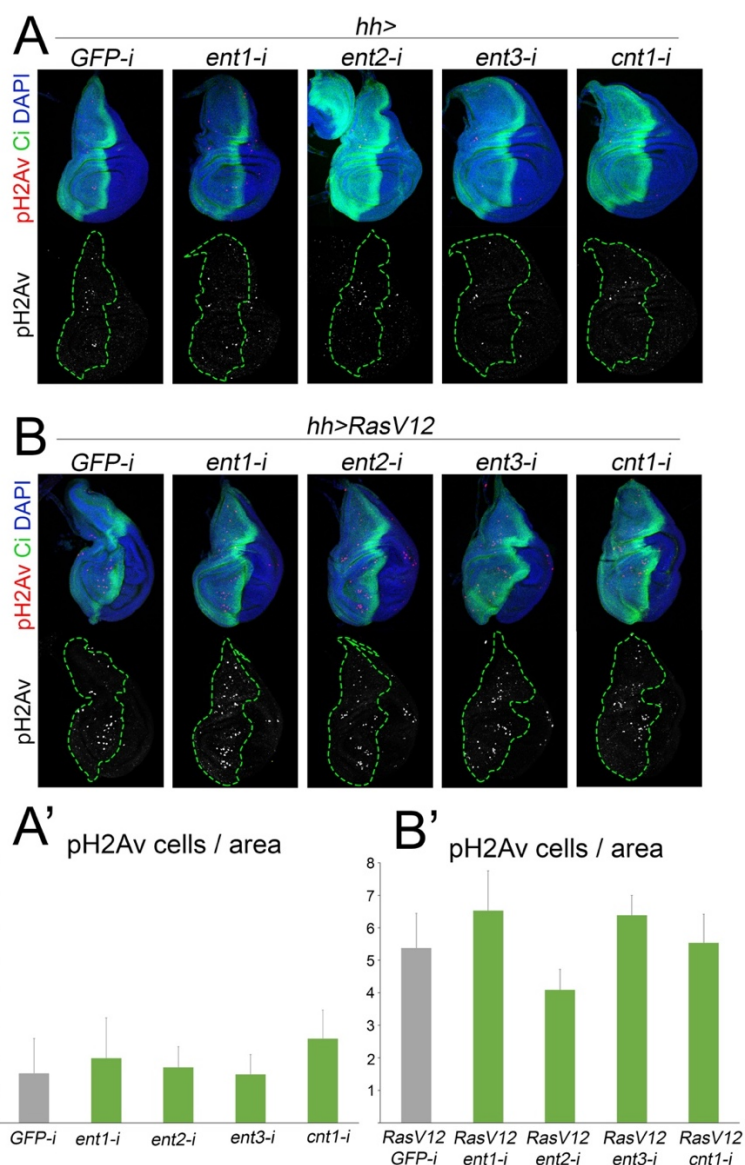 A
hh>
GFP-i ent1-i ent2-i ent3-i cnt1-i
pH2Av Ci DAPI
pH2Av
B
hh>RasV12
GFP-i ent1-i ent2-i ent3-i cnt1-i
pH2Av Ci DAPI
pH2Av
A'
pH2Av cells / area
GFP-i ent1-i ent2-i ent3-i cnt1-i
B'
pH2Av cells / area
8
7
6
5
4
3
2
1
RasV12 RasV12 RasV12 RasV12 RasV12
GFP-i ent1-i ent2-i ent3-i cnt1-i